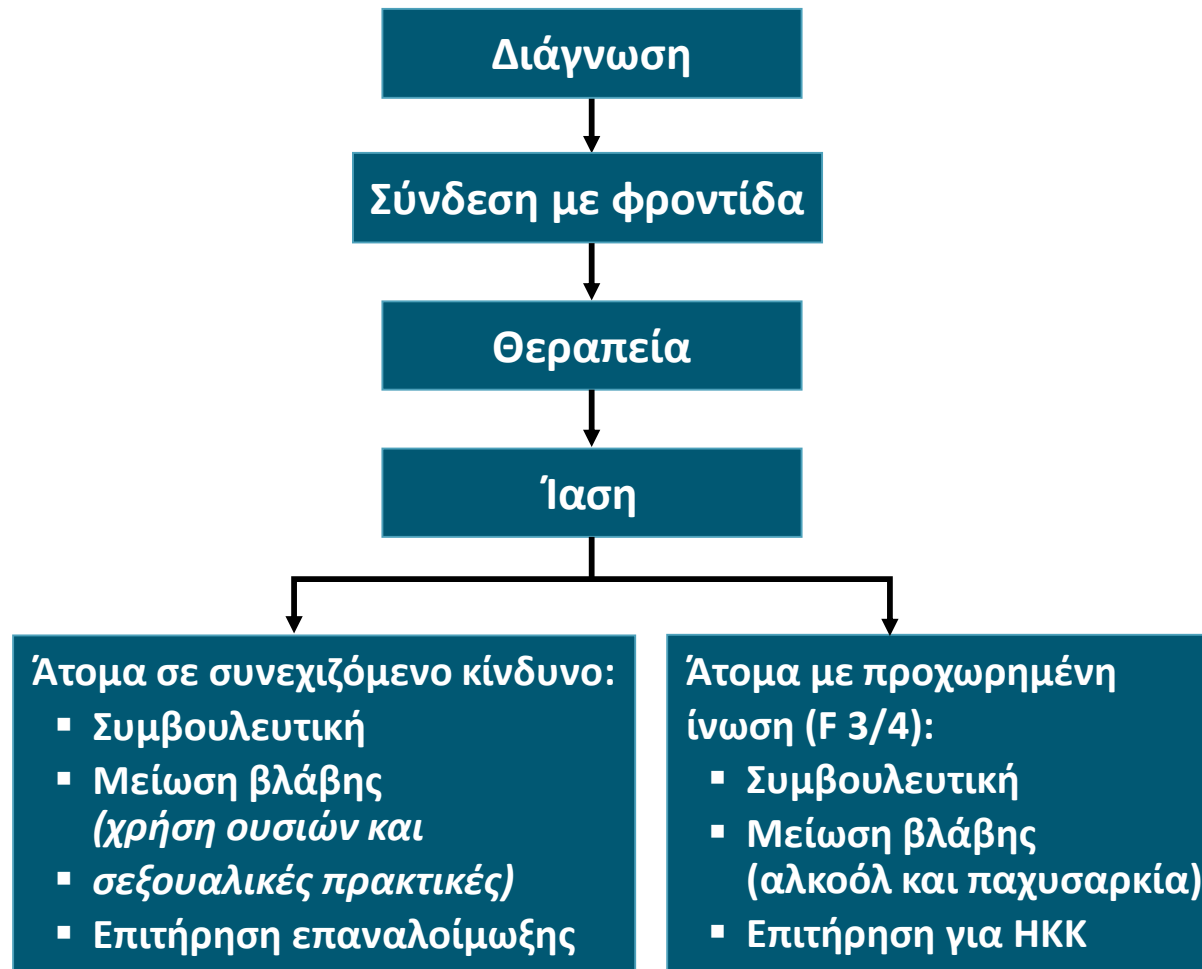 Διάγνωση
Σύνδεση με φροντίδα
Θεραπεία
Ίαση
Άτομα σε συνεχιζόμενο κίνδυνο:
▪ Συμβουλευτική
▪ Μείωση βλάβης
(χρήση ουσιών και
▪ σεξουαλικές πρακτικές)
▪ Επιτήρηση επαναλοίμωξης
Άτομα με προχωρημένη
ίνωση (F 3/4):
▪ Συμβουλευτική
▪ Μείωση βλάβης
(αλκοόλ και παχυσαρκία)
▪ Επιτήρηση για ΗΚΚ